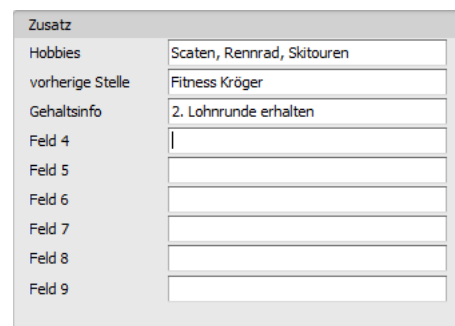 Zusatz
Hobbies Scaten, Rennrad, Skitouren
vorherige Stelle Fitness Kröger
Gehaltsinfo 2. Lohnrunde erhalten
Feld 4
Feld 5
Feld 6
Feld 7
Feld 8
Feld 9